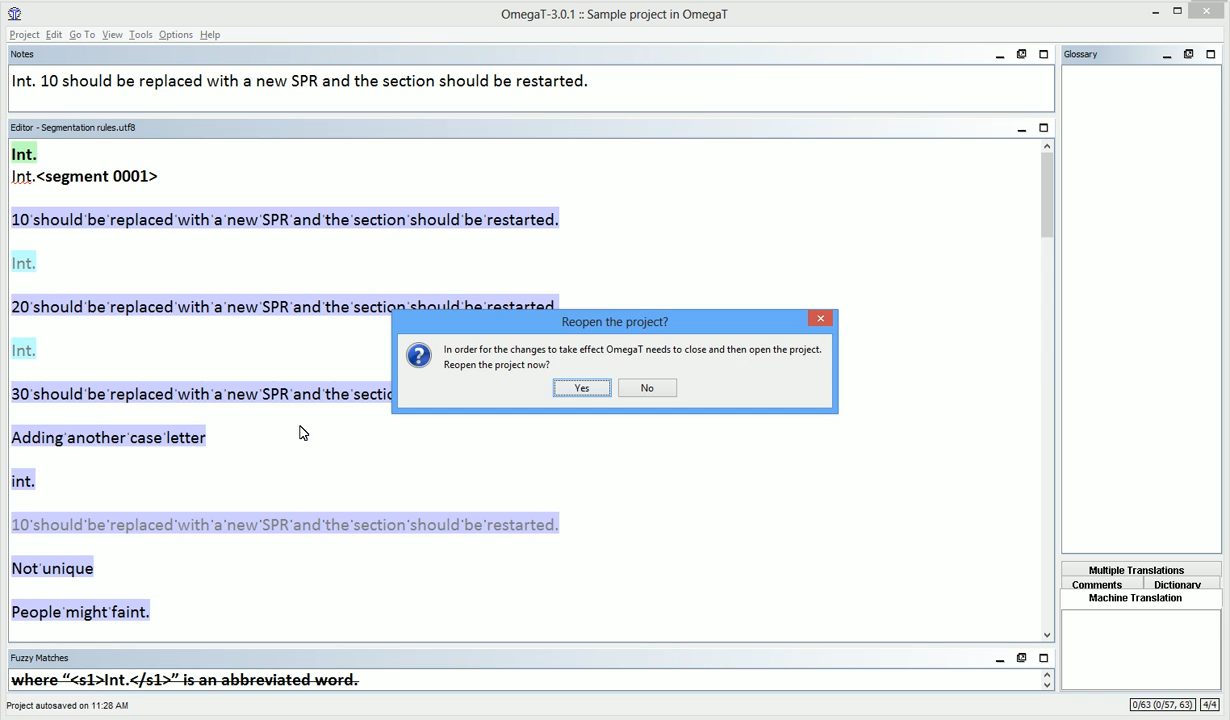 OmegaT-3.0.1 :: Sample project in OmegaT
Project Edit Go To View Tools Options Help
Notes
Int. 10 should be replaced with a new SPR and the section should be restarted.
Glossary
Editor - Segmentation rules.utf8
Int.
Int.<segment 0001>
10 should be replaced with a new SPR and the section should be restarted.
Int.
20 should be replaced with a new SPR and the section should be restarted.
Int.
30 should be replaced with a new SPR and the sectio
Adding another case letter
int.
10 should be replaced with a new SPR and the section should be restarted.
Not unique
People might faint.
Reopen the project?
In order for the changes to take effect OmegaT needs to close and then open the project.
Reopen the project now?
Yes No
Multiple Translations
Comments Dictionary
Machine Translation
Fuzzy Matches
where “<s1>Int.</s1>” is an abbreviated word.
Project autosaved on 11:28 AM
0/63 (0/57, 63) 4/4